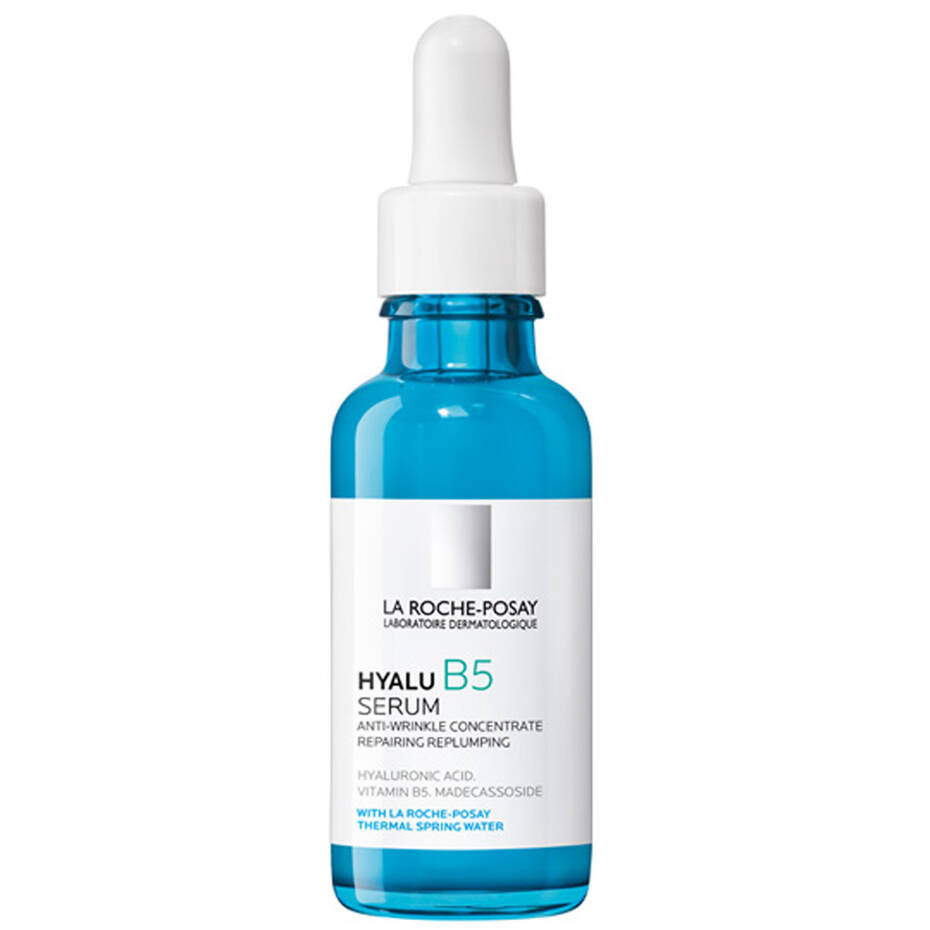 LA ROCHE-POSAY
LABORATOIRE DERMATOLOGIQUE
HYALU B5
SERUM
ANTI-WRINKLE CONCENTRATE
REPAIRING REPLUMPING
HYALURONIC ACID.
VITAMIN B5. MADECASSOSIDE
WITH LA ROCHE-POSAY
THERMAL SPRING WATER